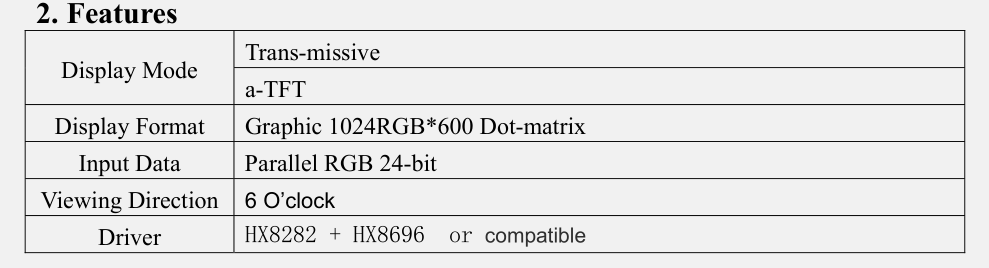 2. Features
Display Mode
Trans-missive
a-TFT
Display Format Graphic 1024RGB*600 Dot-matrix
Input Data Parallel RGB 24-bit
Viewing Direction 6 O’clock
Driver HX8282 + HX8696 or compatible